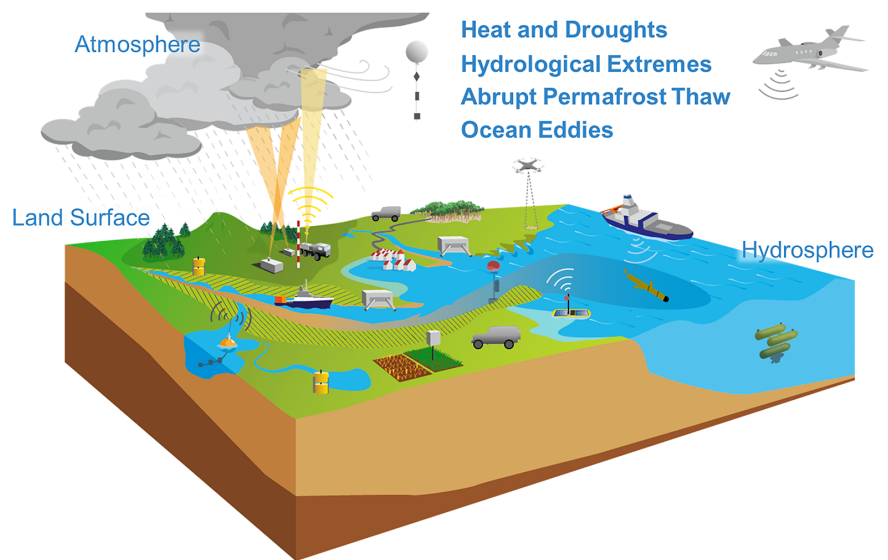 Atmosphere
Heat and Droughts
Hydrological Extremes
Abrupt Permafrost Thaw
Ocean Eddies
Land Surface
Hydrosphere